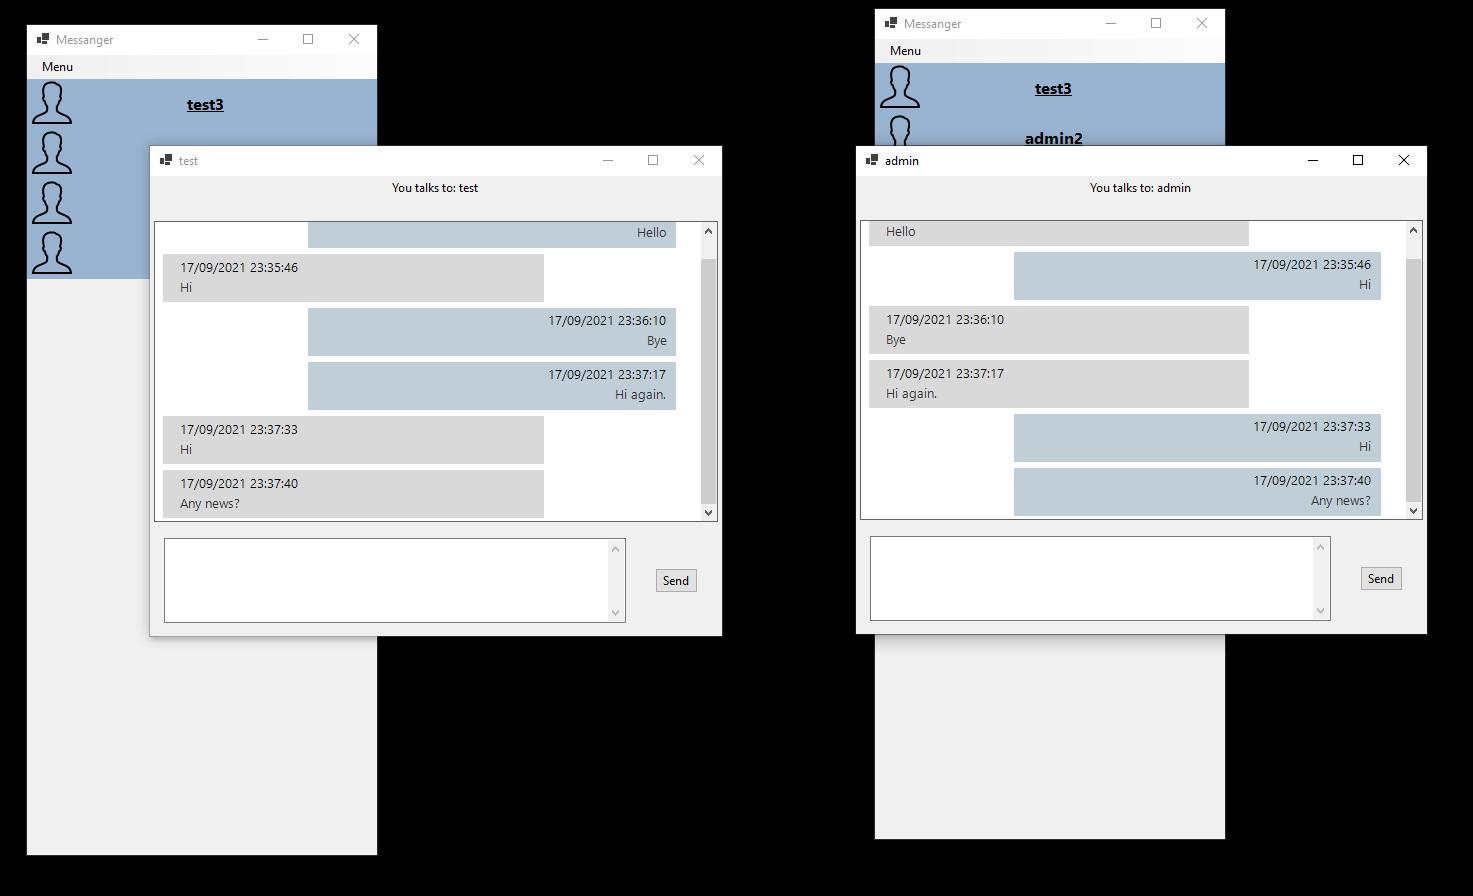 Messanger
Menu
test3
test
You talks to: test
Hello
17/09/2021 23:35:46
Hi
17/09/2021 23:36:10
Bye
17/09/2021 23:37:17
Hi again.
17/09/2021 23:37:33
Hi
17/09/2021 23:37:40
Any news?
Send
Messanger
Menu
test3
admin2
admin
You talks to: admin
Hello
17/09/2021 23:35:46
Hi
17/09/2021 23:36:10
Bye
17/09/2021 23:37:17
Hi again.
17/09/2021 23:37:33
Hi
17/09/2021 23:37:40
Any news?
Send